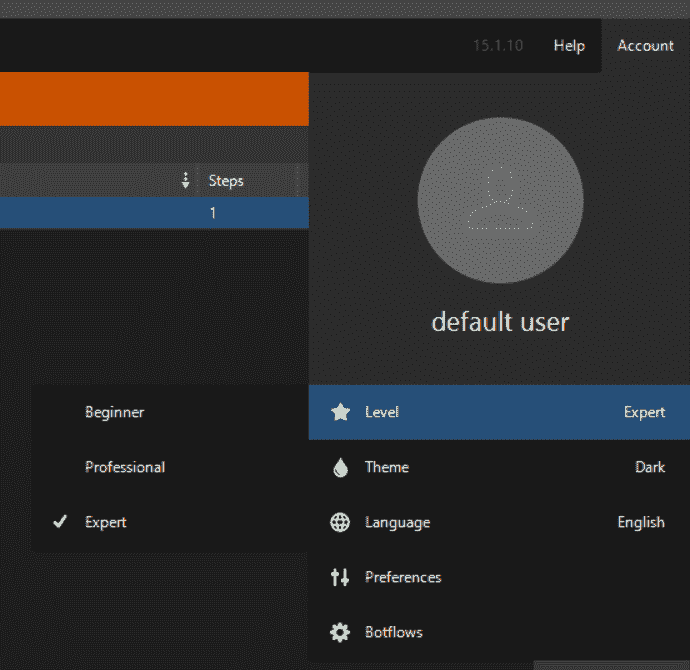 15.1.10 Help Account
Steps
1
default user
Beginner
Level Expert
Professional
Theme Dark
Expert
Language English
Preferences
Botflows